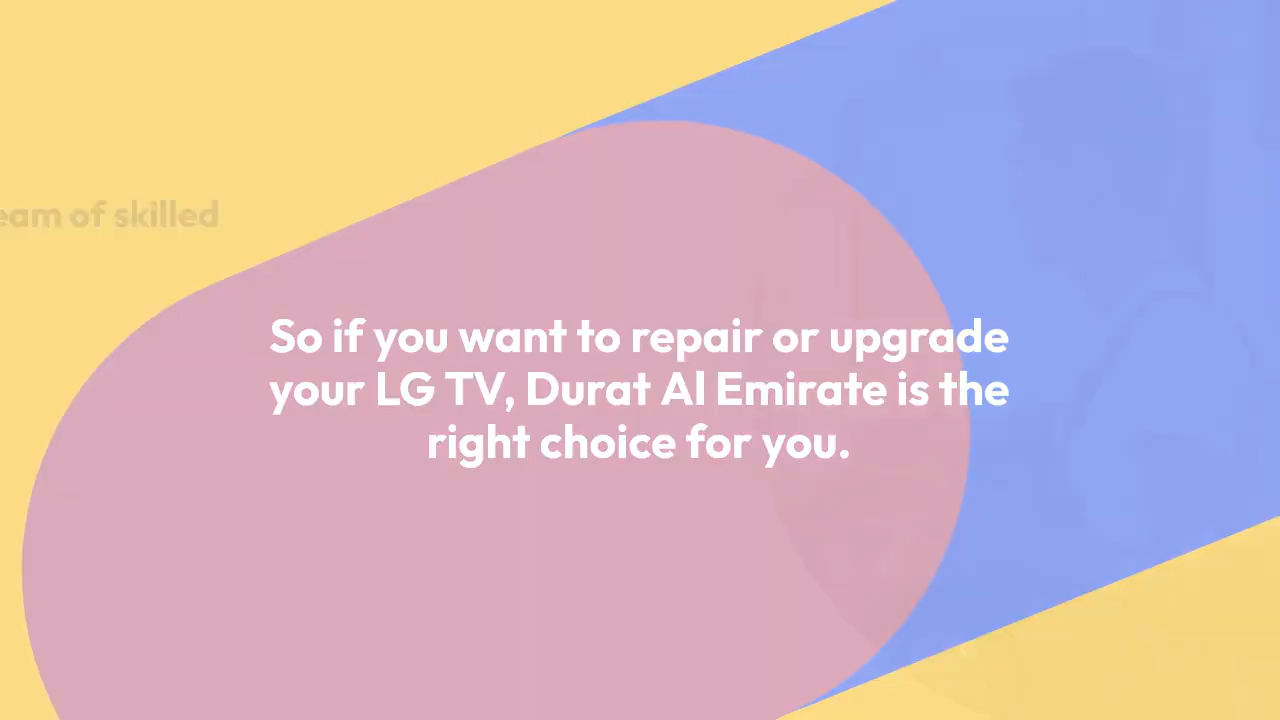 eam of skilled
So if you want to repair or upgrade
your LG TV, Durat Al Emirate is the
right choice for you.